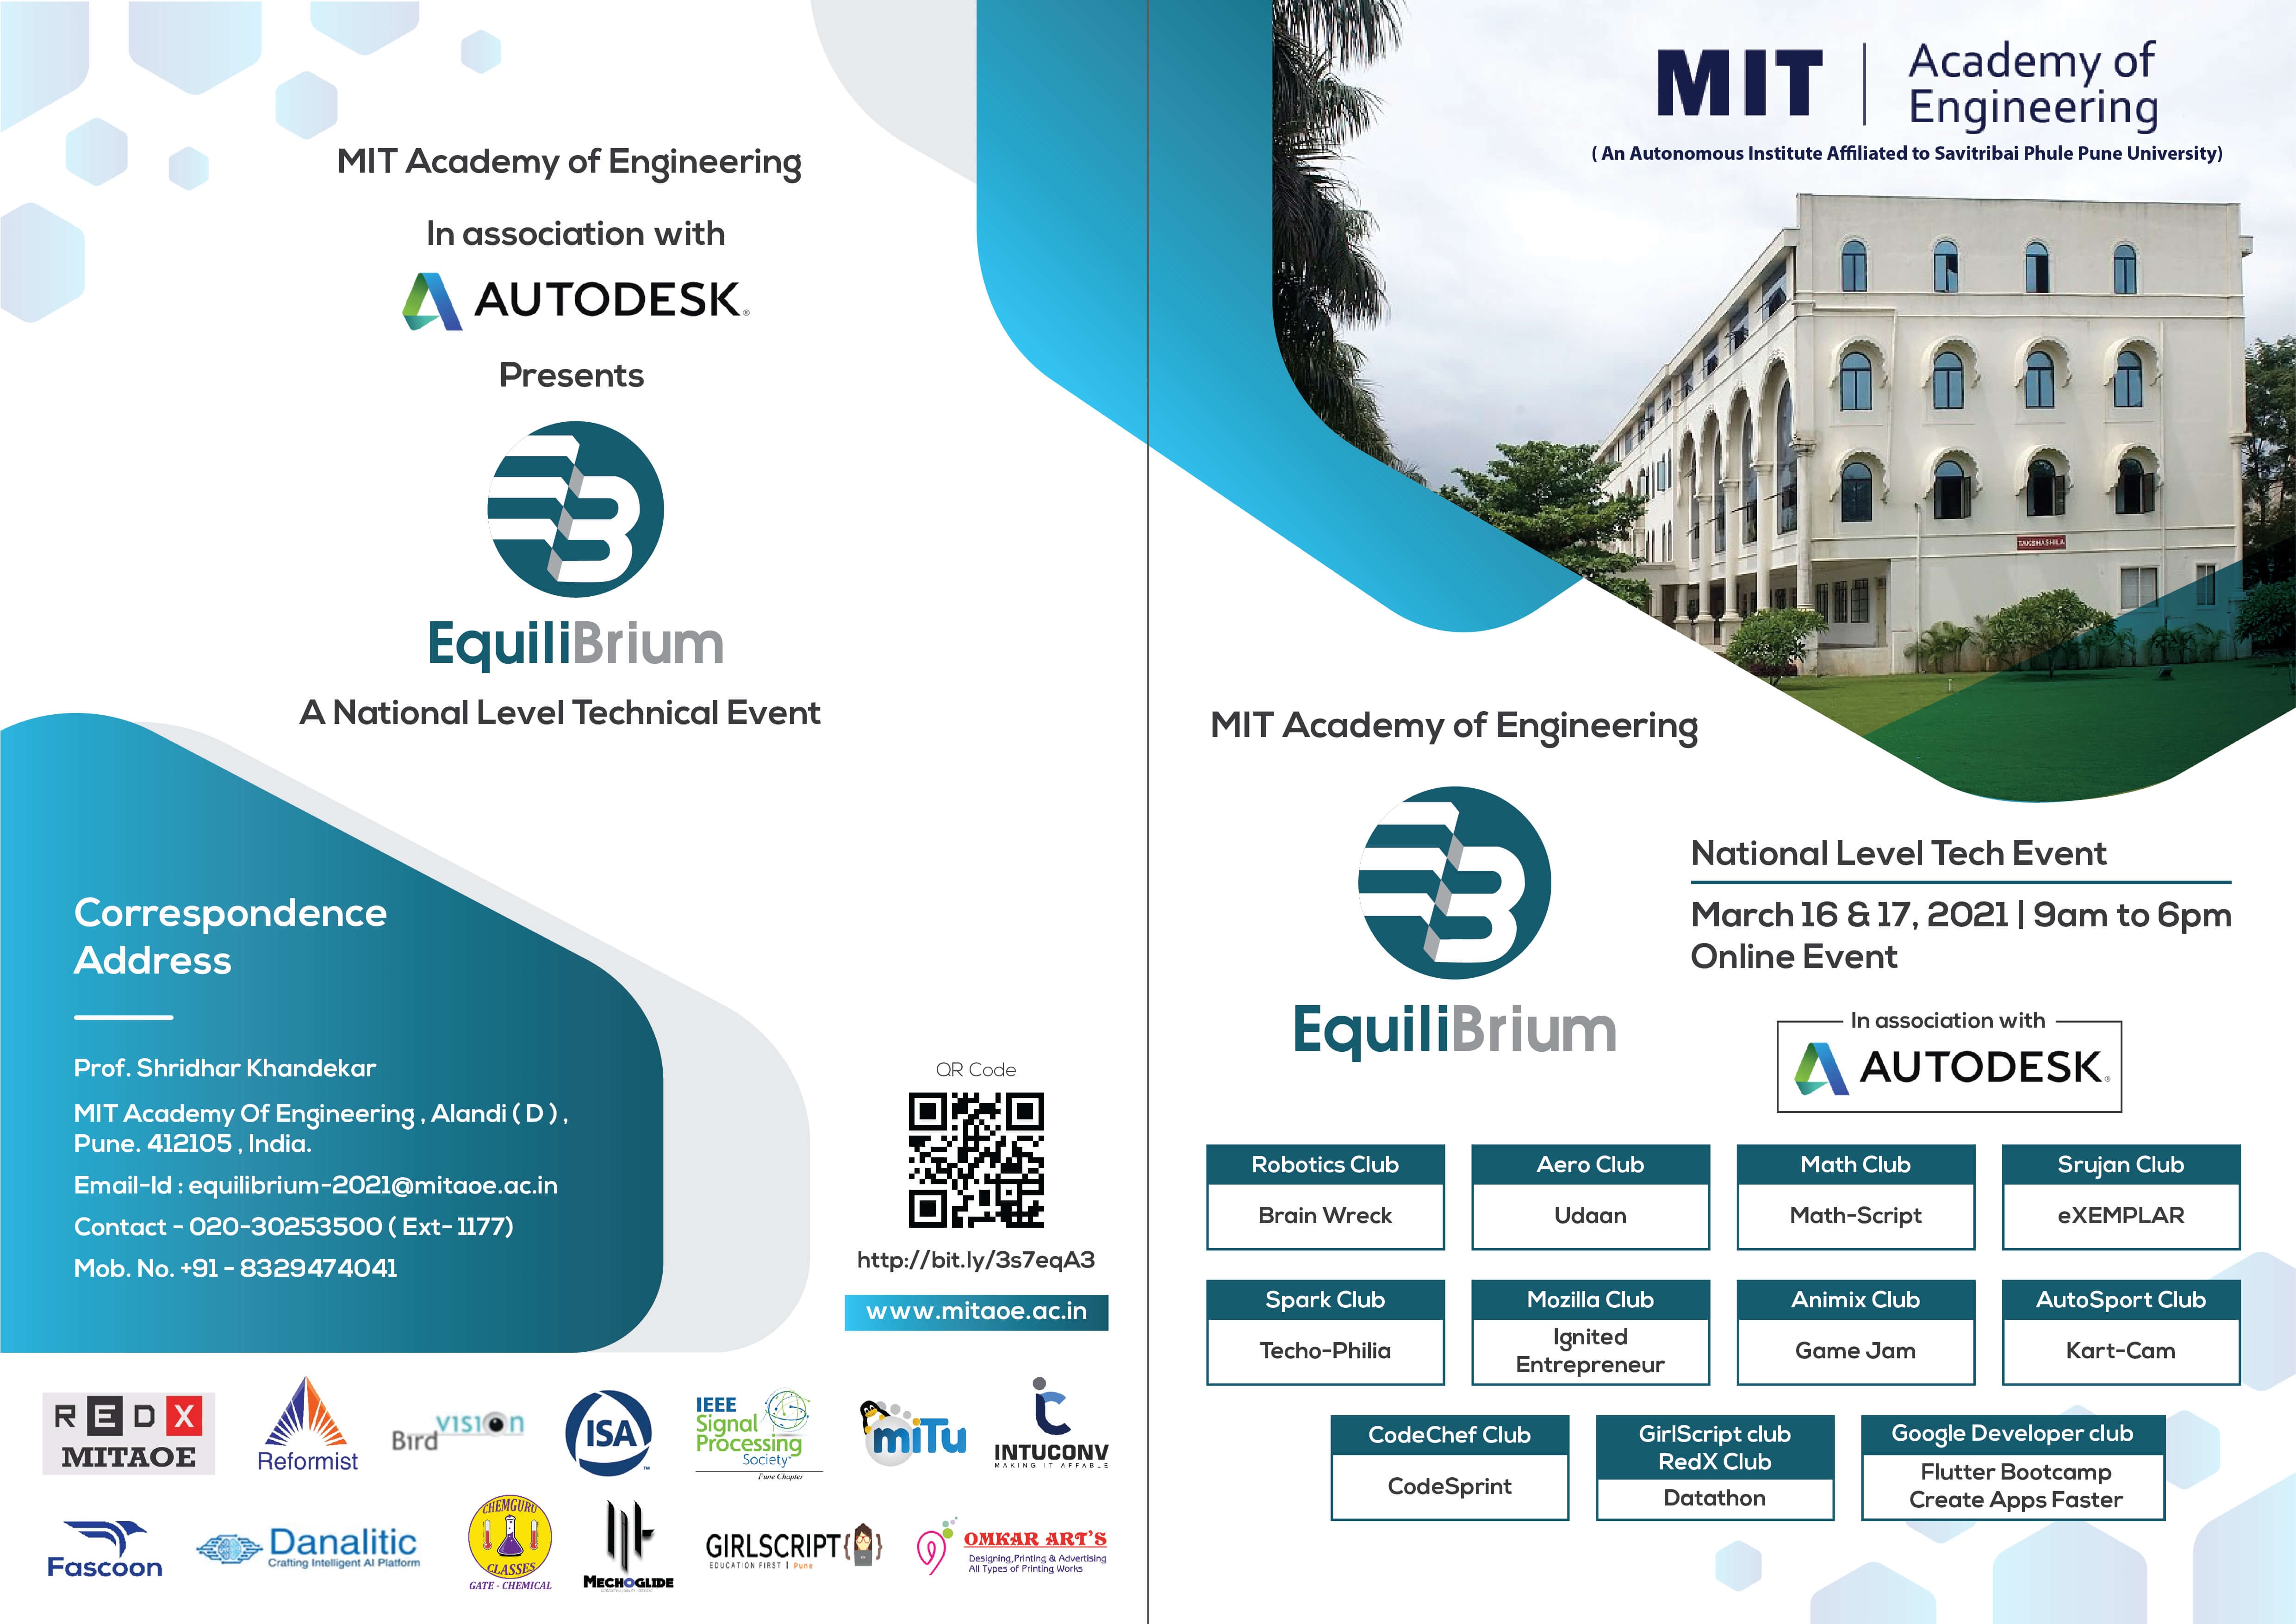 MIT Academy of Engineering
In association with
AUTODESK®
Presents
EquiliBrium
A National Level Technical Event
Correspondence
Address
Prof. Shridhar Khandekar
MIT Academy Of Engineering , Alandi ( D ) ,
Pune. 412105 , India.
Email-Id : equilibrium-2021@mitaoe.ac.in
Contact - 020-30253500 ( Ext- 1177)
Mob. No. +91 - 8329474041
QR Code
http://bit.ly/3s7eqA3
www.mitaoe.ac.in
REDX
MITAOE
Reformist
Bird vision
ISA™
IEEE
Signal
Processing
Society
Pune Chapter
miTu
INTUCONV
MAKING IT AFFABLE
Fascoon
Danalitic
Crafting Intelligent AI Platform
CHEMGURU
CLASSES
GATE - CHEMICAL
MECHOGLIDE
GIRLSCRIPT
EDUCATION FIRST | Pune
OMKAR ART'S
Designing,Printing & Advertising
All Types of Printing Works
MIT | Academy of
Engineering
( An Autonomous Institute Affiliated to Savitribai Phule Pune University)
TAKSHASHILA
MIT Academy of Engineering
EquiliBrium
National Level Tech Event
March 16 & 17, 2021 | 9am to 6pm
Online Event
In association with
AUTODESK®
Robotics Club
Brain Wreck
Aero Club
Udaan
Math Club
Math-Script
Srujan Club
eXEMPLAR
Spark Club
Techo-Philia
Mozilla Club
Ignited
Entrepreneur
Animix Club
Game Jam
AutoSport Club
Kart-Cam
CodeChef Club
CodeSprint
GirlScript club
RedX Club
Datathon
Google Developer club
Flutter Bootcamp
Create Apps Faster